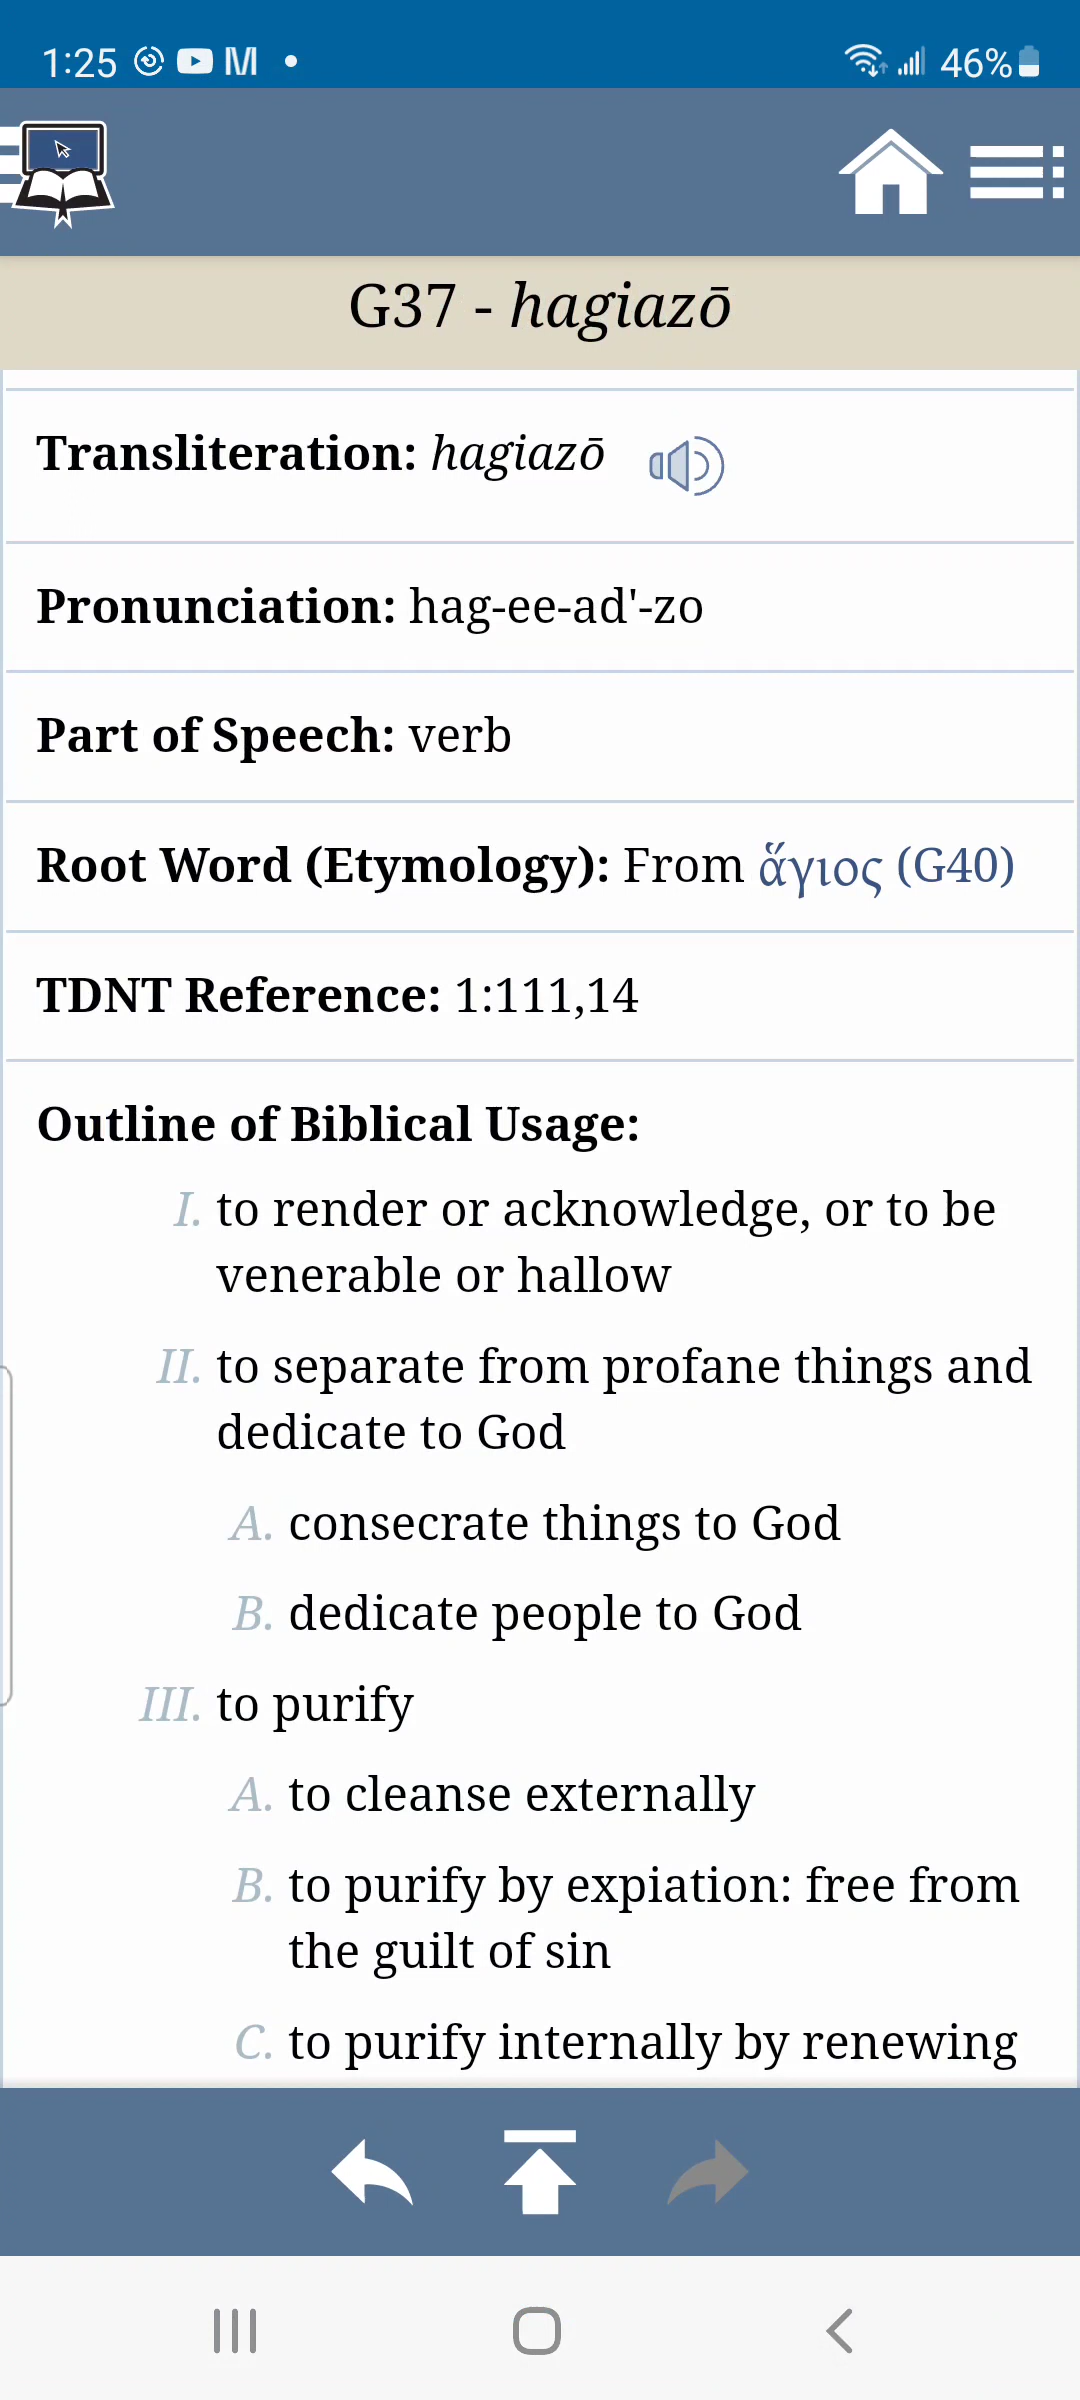 1:25
46%
G37 - hagiazō
Transliteration: hagiazō
Pronunciation: hag-ee-ad'-zo
Part of Speech: verb
Root Word (Etymology): From ἅγιος (G40)
TDNT Reference: 1:111,14
Outline of Biblical Usage:
I. to render or acknowledge, or to be
venerable or hallow
II. to separate from profane things and
dedicate to God
A. consecrate things to God
B. dedicate people to God
III. to purify
A. to cleanse externally
B. to purify by expiation: free from
the guilt of sin
C. to purify internally by renewing